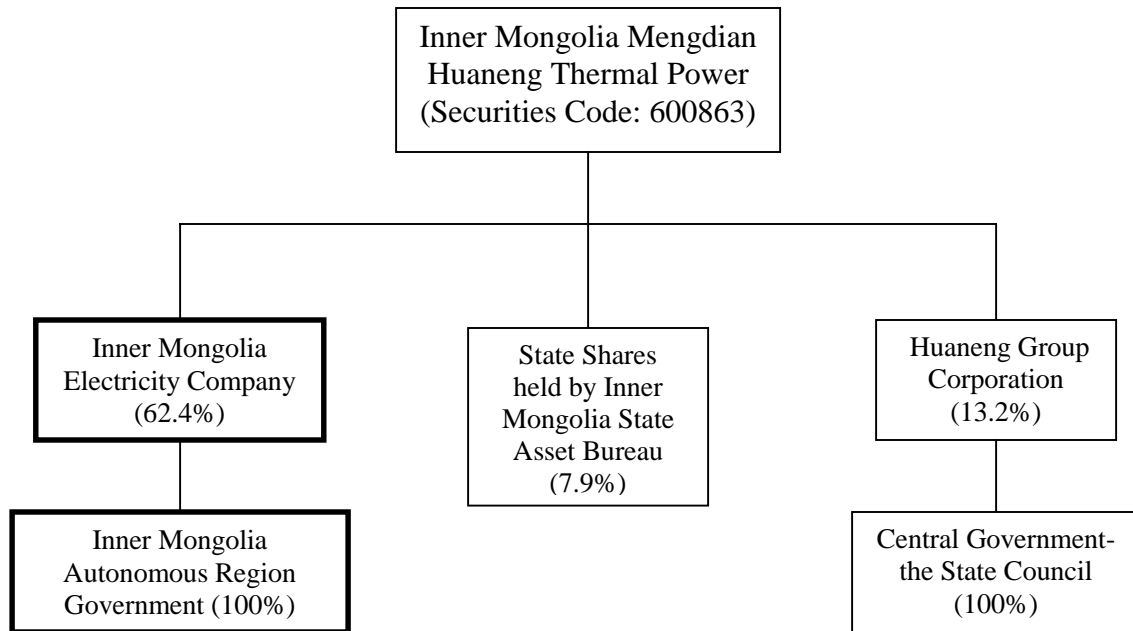 Inner Mongolia Mengdian
Huaneng Thermal Power
(Securities Code: 600863)
Inner Mongolia
Electricity Company
(62.4%)
State Shares
held by Inner
Mongolia State
Asset Bureau
(7.9%)
Huaneng Group
Corporation
(13.2%)
Inner Mongolia
Autonomous Region
Government (100%)
Central Government-
the State Council
(100%)